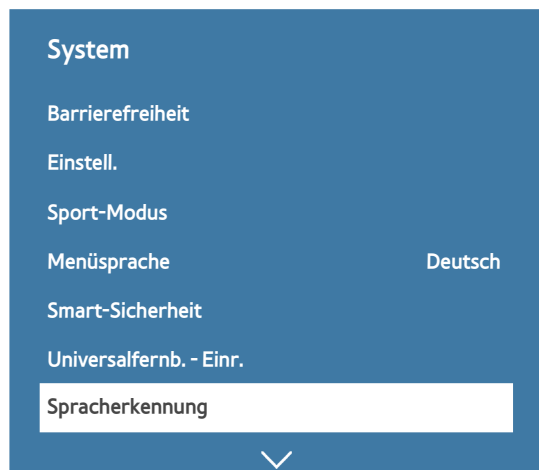 System
Barrierefreiheit
Einstell.
Sport-Modus
Menüsprache Deutsch
Smart-Sicherheit
Universalfernb. - Einr.
Spracherkennung